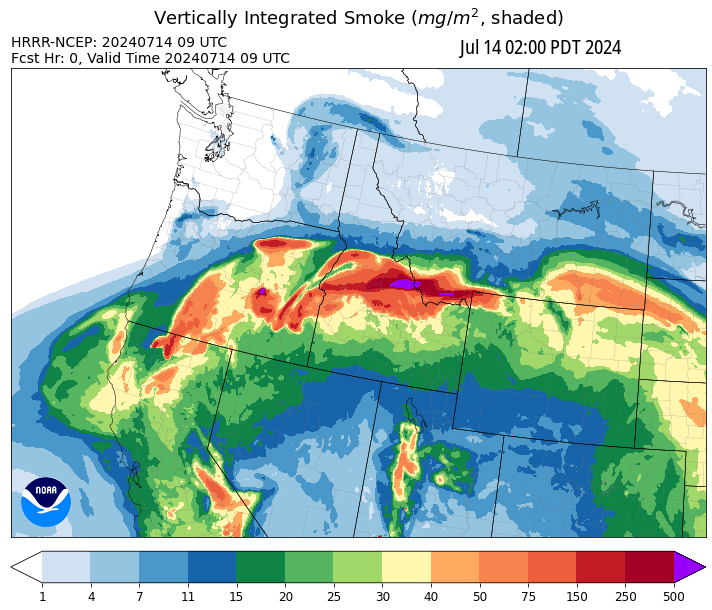 Vertically Integrated Smoke (mg/m², shaded)
HRRR-NCEP: 20240714 09 UTC
Jul 14 02:00 PDT 2024
Fcst Hr: 0, Valid Time 20240714 09 UTC
NOAA
1 4 7 11 15 20 25 30 40 50 75 150 250 500